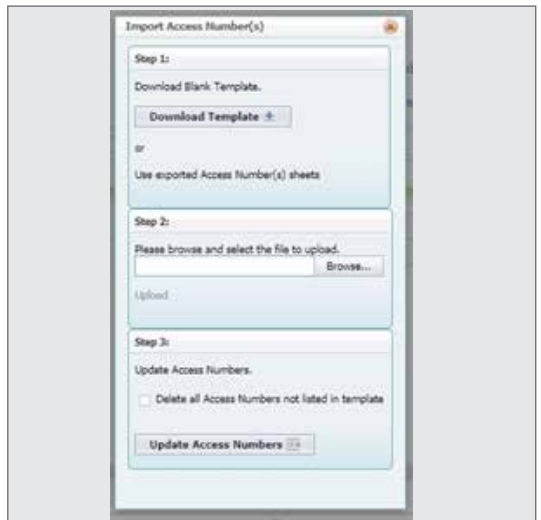 Import Access Number(s)
Step 1:
Download Blank Template.
Download Template
or
Use exported Access Number(s) sheets
Step 2:
Please browse and select the file to upload.
Browse...
Upload
Step 3:
Update Access Numbers.
Delete all Access Numbers not listed in template
Update Access Numbers